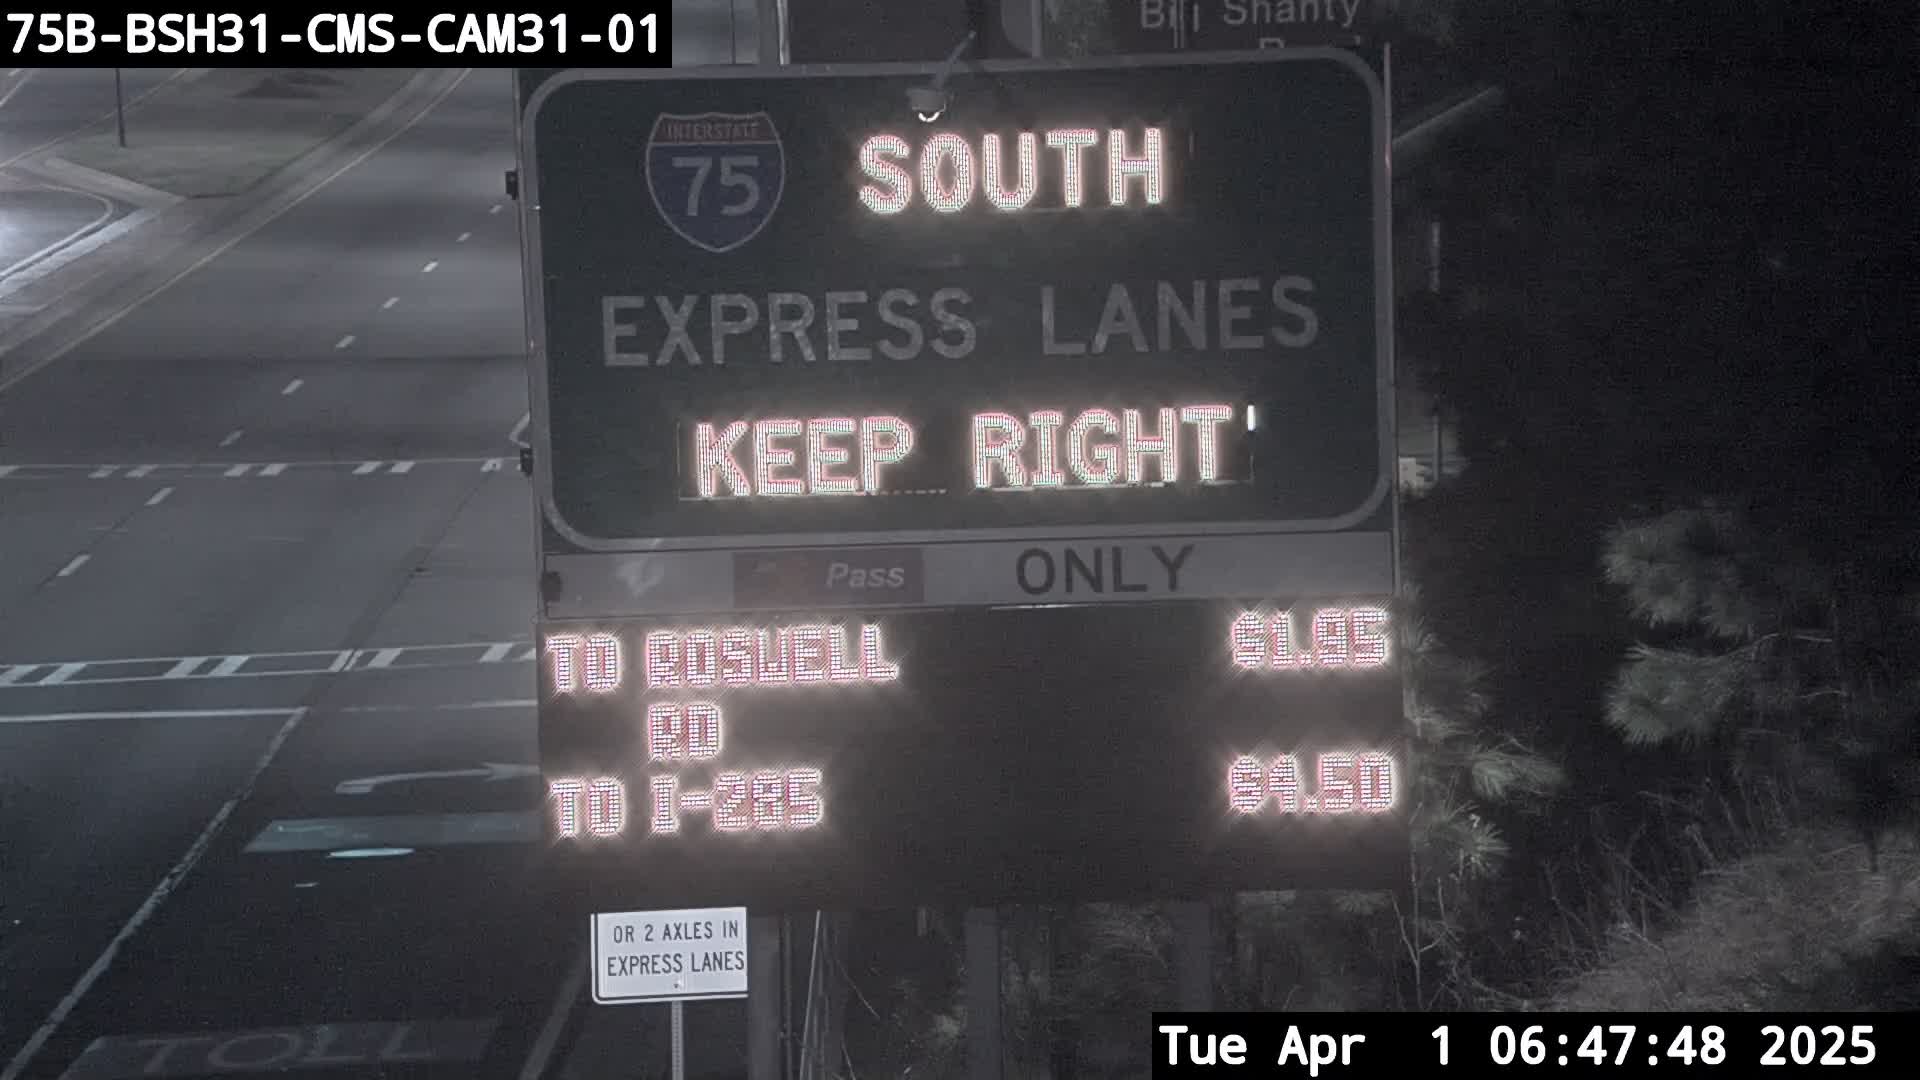 75B-BSH31-CMS-CAM31-01
Shanty
INTERSTATE
75
SOUTH
EXPRESS LANES
KEEP RIGHT
Pass ONLY
TO ROSWELL $1.85
RD
TO I-285 $4.50
OR 2 AXLES IN
EXPRESS LANES
TOLL
Tue Apr 1 06:47:48 2025